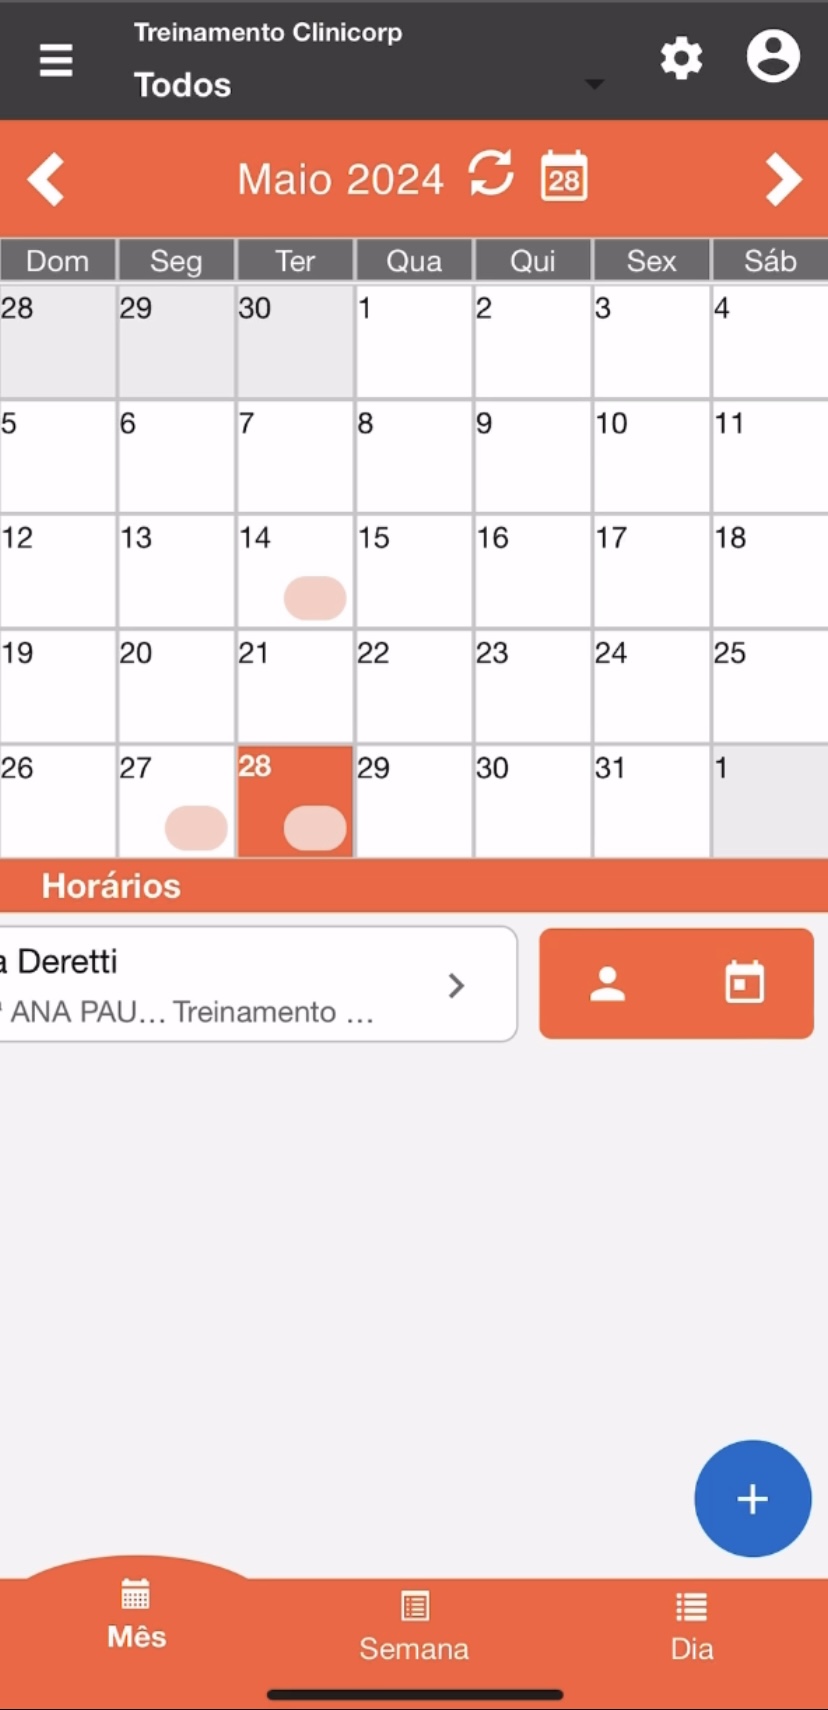 Treinamento Clinicorp
Todos
Maio 2024 28
Dom Seg Ter Qua Qui Sex Sáb
28 29 30 1 2 3 4
5 6 7 8 9 10 11
12 13 14 15 16 17 18
19 20 21 22 23 24 25
26 27 28 29 30 31 1
Horários
a Deretti
ANA PAU... Treinamento ...
Mês Semana Dia